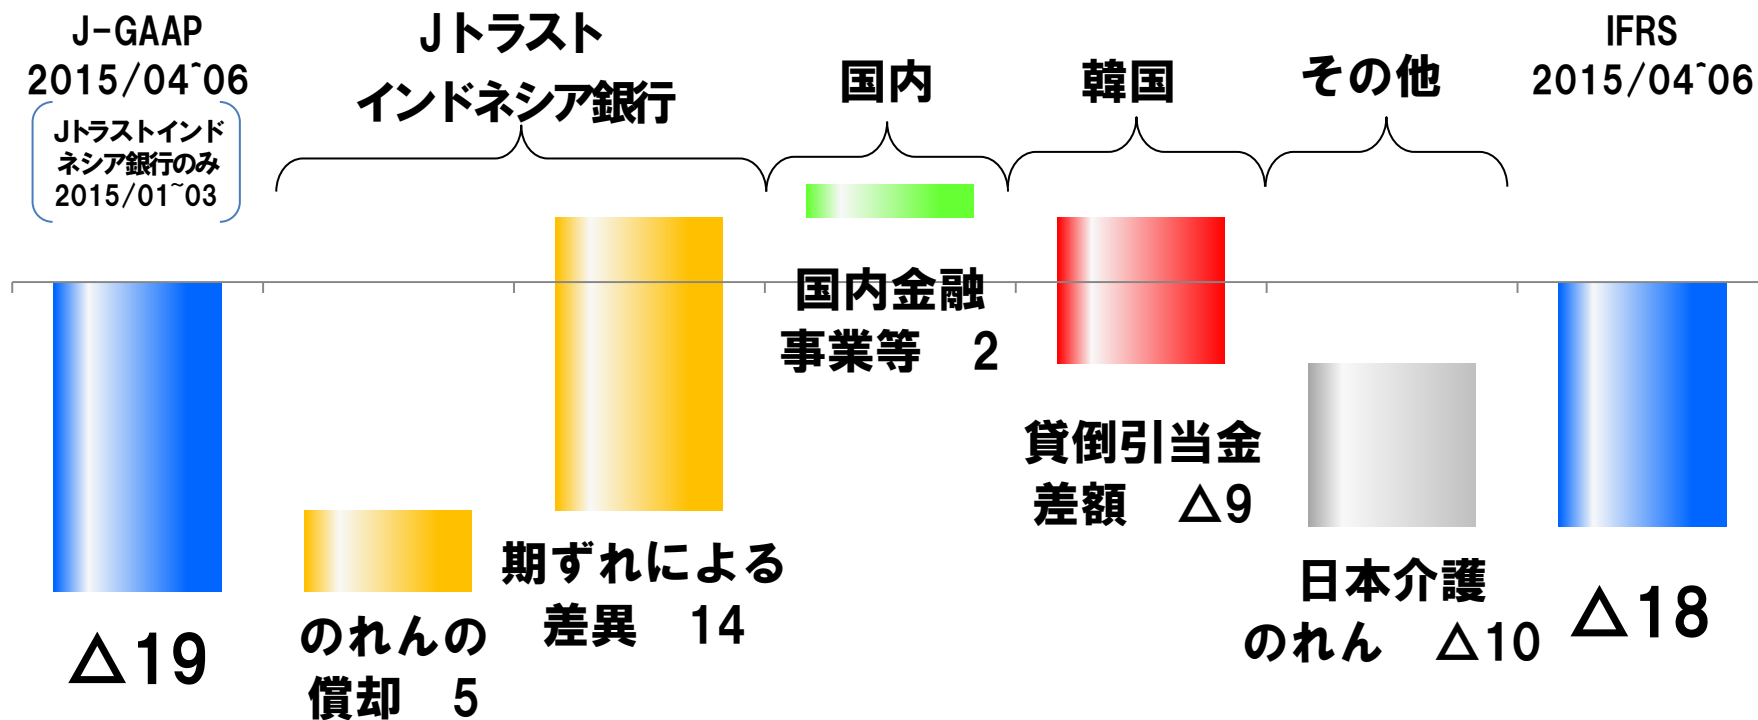 J-GAAP
2015/04~06
Jトラストインド
ネシア銀行のみ
2015/01~03
Jトラスト
インドネシア銀行
国内
韓国
その他
IFRS
2015/04~06
△19
のれんの
償却 5
期ずれによる
差異 14
国内金融
事業等 2
貸倒引当金
差額 △9
日本介護
のれん △10
△18